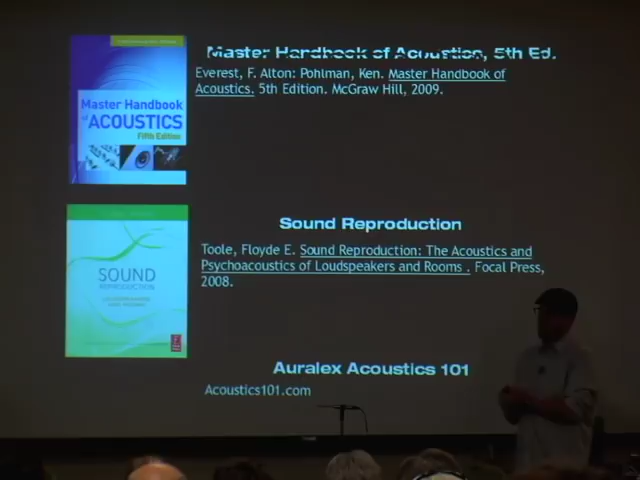 Master Handbook of Acoustics, 5th Ed.
Everest, F. Alton: Pohlman, Ken. Master Handbook of
Acoustics. 5th Edition. McGraw Hill, 2009.
Master Handbook
of ACOUSTICS
Fifth Edition
Sound Reproduction
Toole, Floyde E. Sound Reproduction: The Acoustics and
Psychoacoustics of Loudspeakers and Rooms . Focal Press,
2008.
SOUND
REPRODUCTION
Auralex Acoustics 101
Acoustics101.com